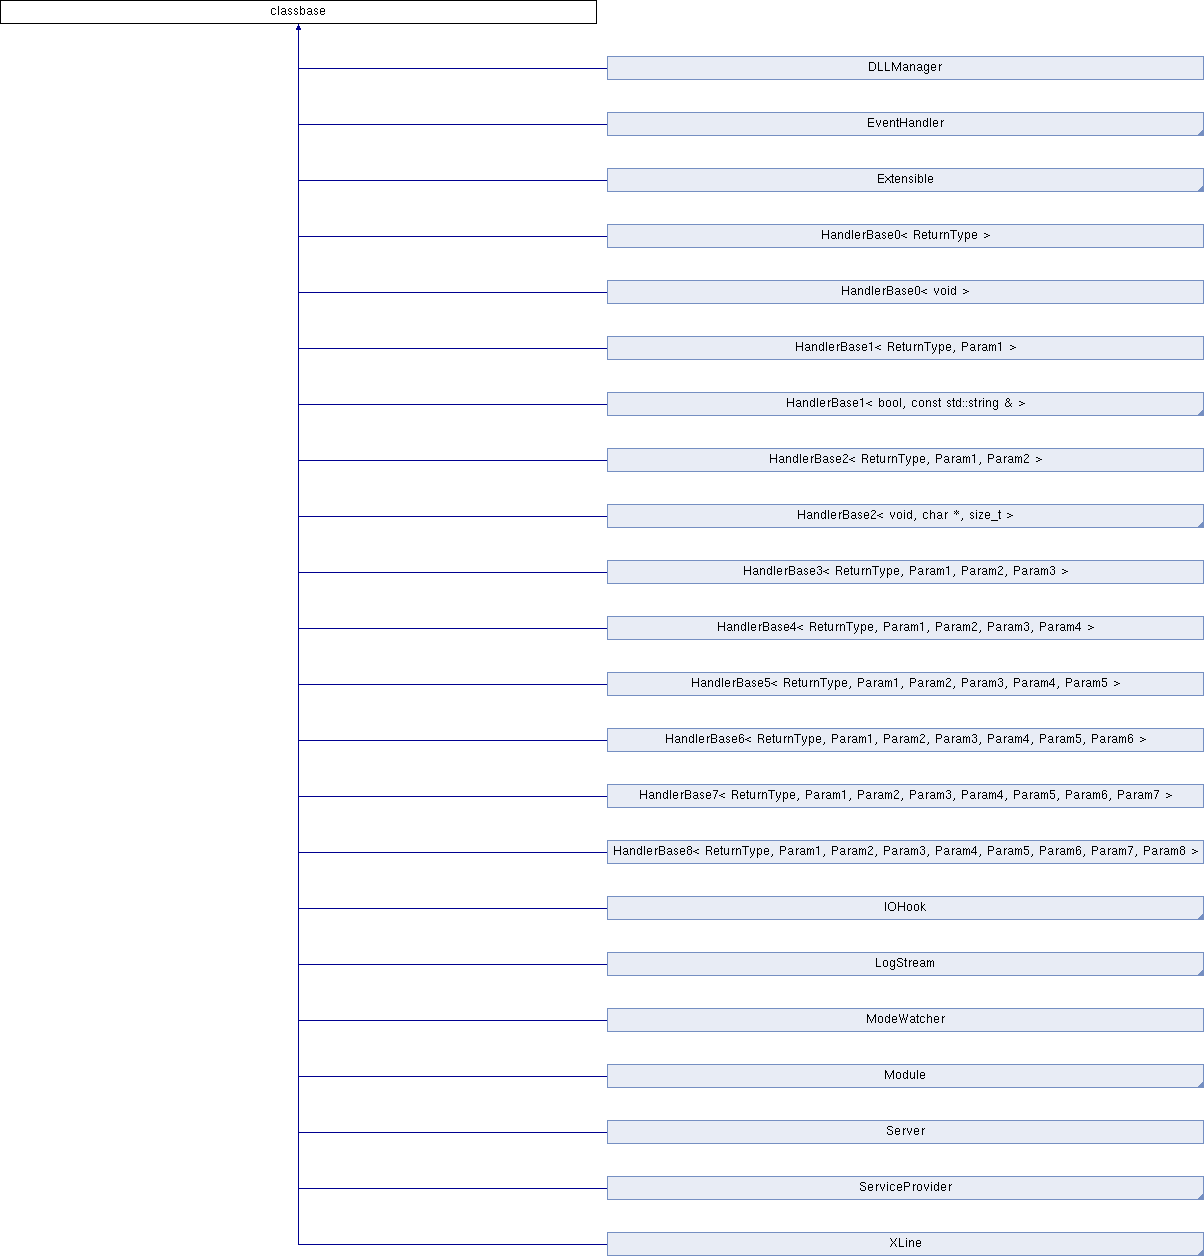 classbase
DLLManager
EventHandler
Extensible
HandlerBase0< ReturnType >
HandlerBase0< void >
HandlerBase1< ReturnType, Param1 >
HandlerBase1< bool, const std::string & >
HandlerBase2< ReturnType, Param1, Param2 >
HandlerBase2< void, char *, size_t >
HandlerBase3< ReturnType, Param1, Param2, Param3 >
HandlerBase4< ReturnType, Param1, Param2, Param3, Param4 >
HandlerBase5< ReturnType, Param1, Param2, Param3, Param4, Param5 >
HandlerBase6< ReturnType, Param1, Param2, Param3, Param4, Param5, Param6 >
HandlerBase7< ReturnType, Param1, Param2, Param3, Param4, Param5, Param6, Param7 >
HandlerBase8< ReturnType, Param1, Param2, Param3, Param4, Param5, Param6, Param7, Param8 >
IOHook
LogStream
ModeWatcher
Module
Server
ServiceProvider
XLine